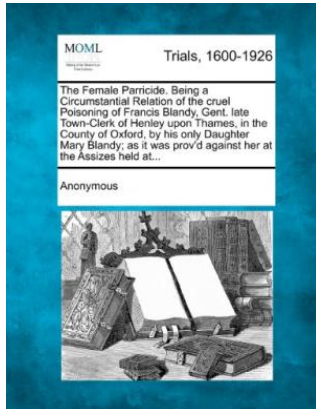 MOML
Trials, 1600-1926
The Female Parricide. Being a
Circumstantial Relation of the cruel
Poisoning of Francis Blandy, Gent. late
Town-Clerk of Henley upon Thames, in the
County of Oxford, by his only Daughter
Mary Blandy; as it was prov'd against her at
the Assizes held at...
Anonymous